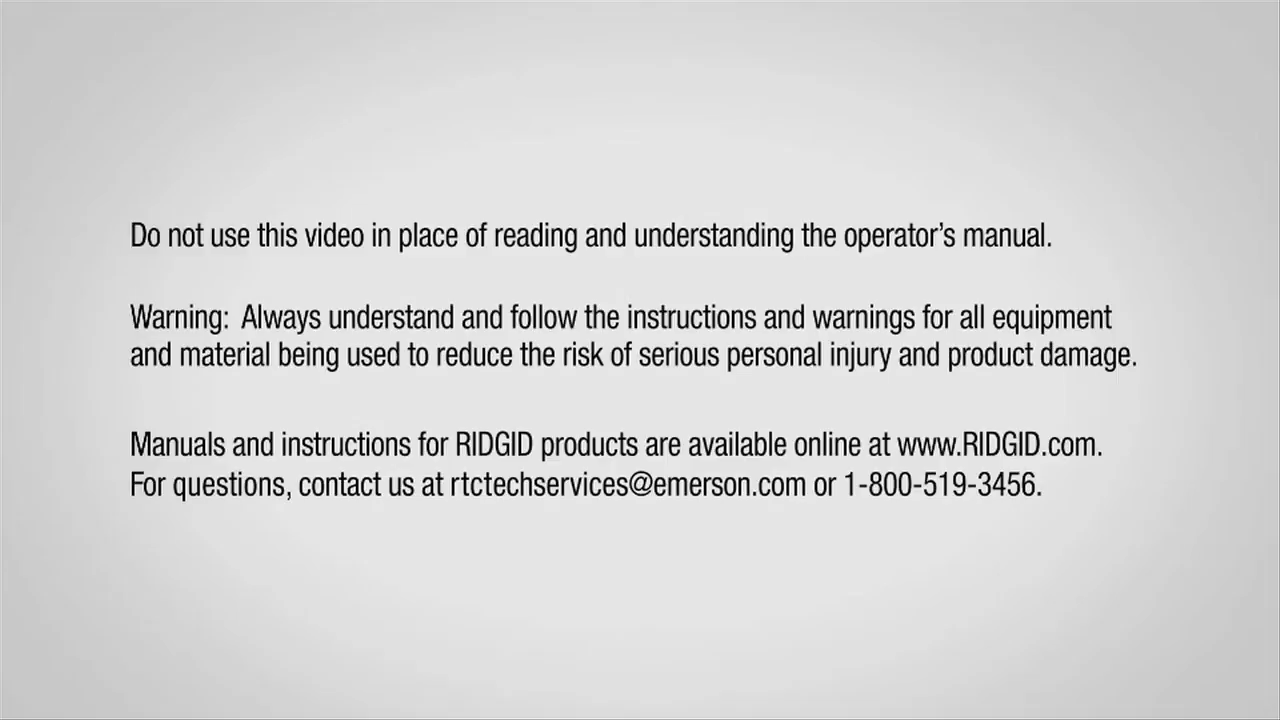 Do not use this video in place of reading and understanding the operator’s manual.
Warning:  Always understand and follow the instructions and warnings for all equipment
and material being used to reduce the risk of serious personal injury and product damage.
Manuals and instructions for RIDGID products are available online at www.RIDGID.com.
For questions, contact us at rtctechservices@emerson.com or 1-800-519-3456.